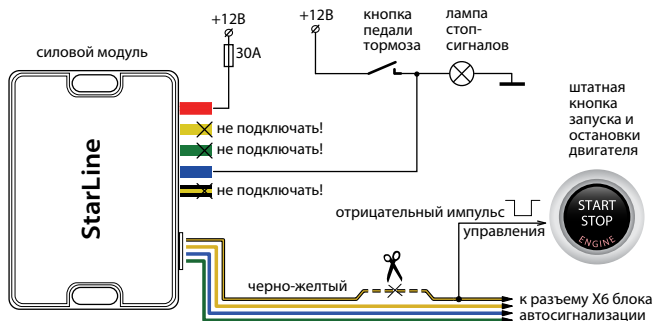 +12В
+12В
кнопка
педали
тормоза
лампа
стоп-
сигналов
силовой модуль
30А
штатная
кнопка
запуска и
остановки
двигателя
не подключать!
не подключать!
не подключать!
StarLine
START
STOP
ENGINE
отрицательный импульс
управления
черно-желтый
к разъему Х6 блока
автосигнализации